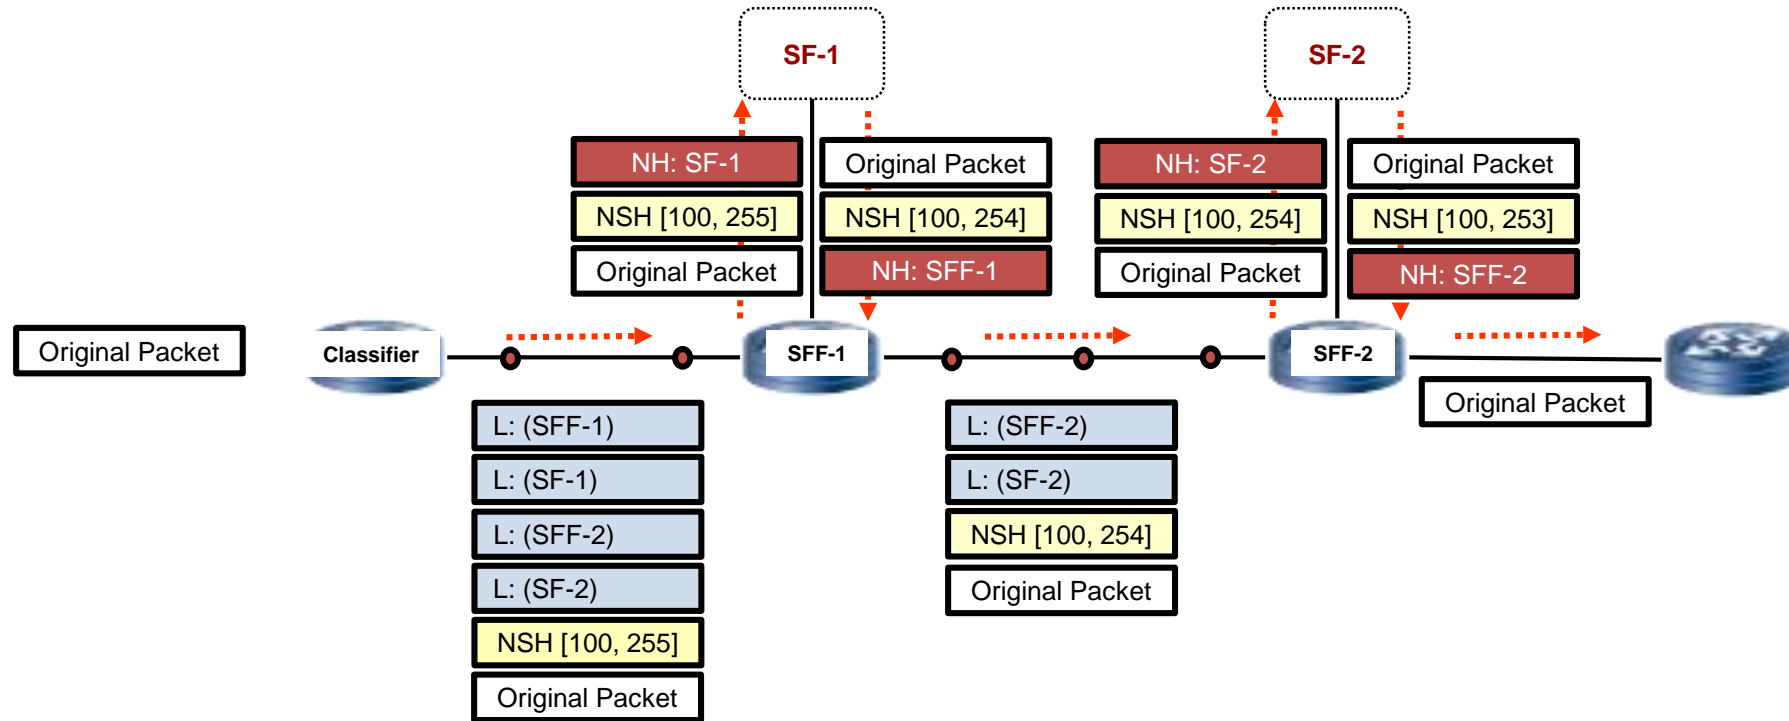 SF-1
SF-2
NH: SF-1
NSH [100, 255]
Original Packet
Original Packet
NSH [100, 254]
NH: SFF-1
NH: SF-2
NSH [100, 254]
Original Packet
Original Packet
NSH [100, 253]
NH: SFF-2
Original Packet
Classifier
SFF-1
SFF-2
Original Packet
L: (SFF-1)
L: (SF-1)
L: (SFF-2)
L: (SF-2)
NSH [100, 255]
Original Packet
L: (SFF-2)
L: (SF-2)
NSH [100, 254]
Original Packet